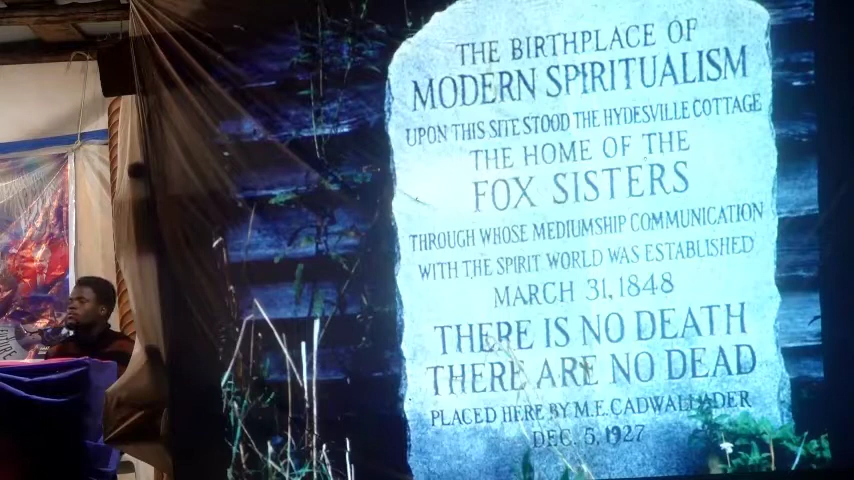 THE BIRTHPLACE OF
MODERN SPIRITUALISM
UPON THIS SITE STOOD THE HYDESVILLE COTTAGE
THE HOME OF THE
FOX SISTERS
THROUGH WHOSE MEDIUMSHIP COMMUNICATION
WITH THE SPIRIT WORLD WAS ESTABLISHED
MARCH 31, 1848
THERE IS NO DEATH
THERE ARE NO DEAD
PLACED HERE BY M.E. CADWALLADER
DEC. 5, 1927